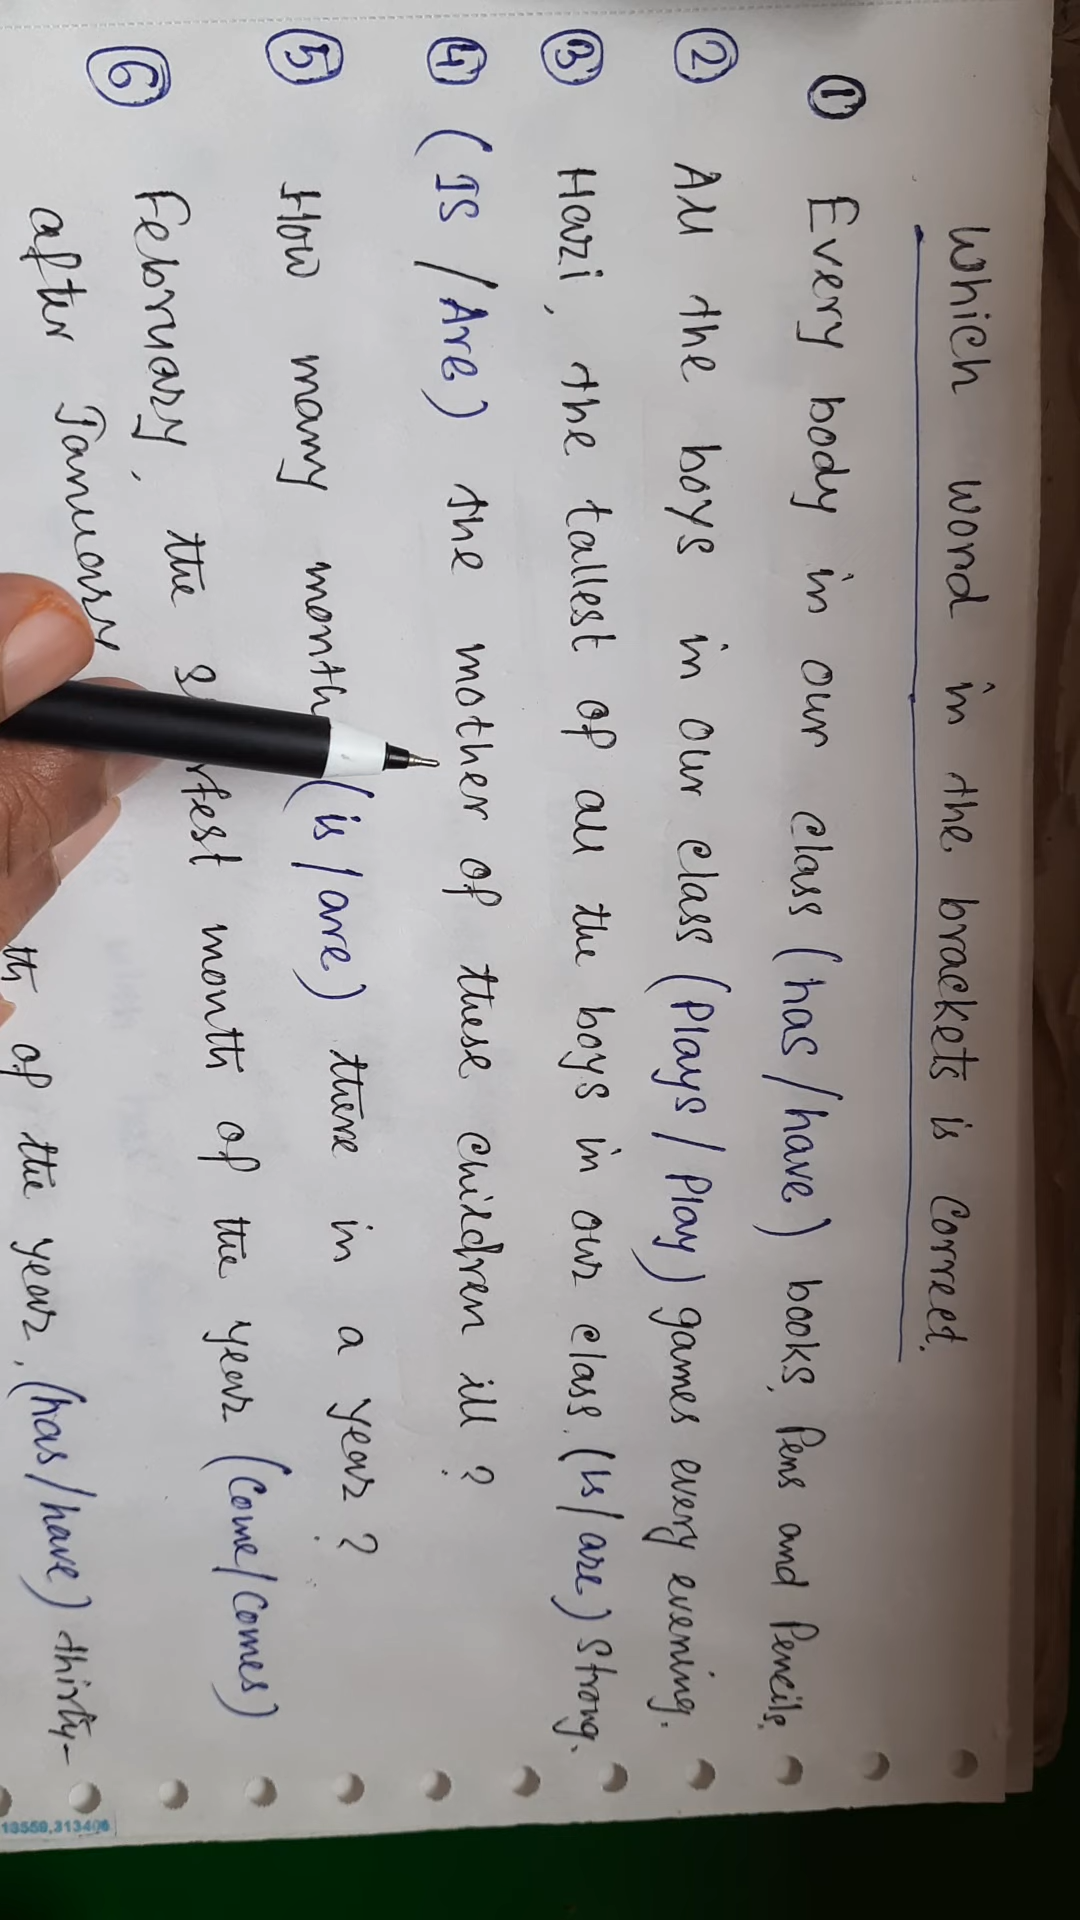 Which word in the brackets is correct.
① Every body in our class (has/have) books, Pens and Pencils.
② All the boys in our class (Plays/Play) games every evening.
③ Hari, the tallest of all the boys in our class. (is/are) strong.
④ (Is/Are) the mother of these children ill?
⑤ How many month (is/are) there in a year?
⑥ February, the month of the year (Come/Comes)
after January
th of the year, (has/have) thirty-
13559,313406